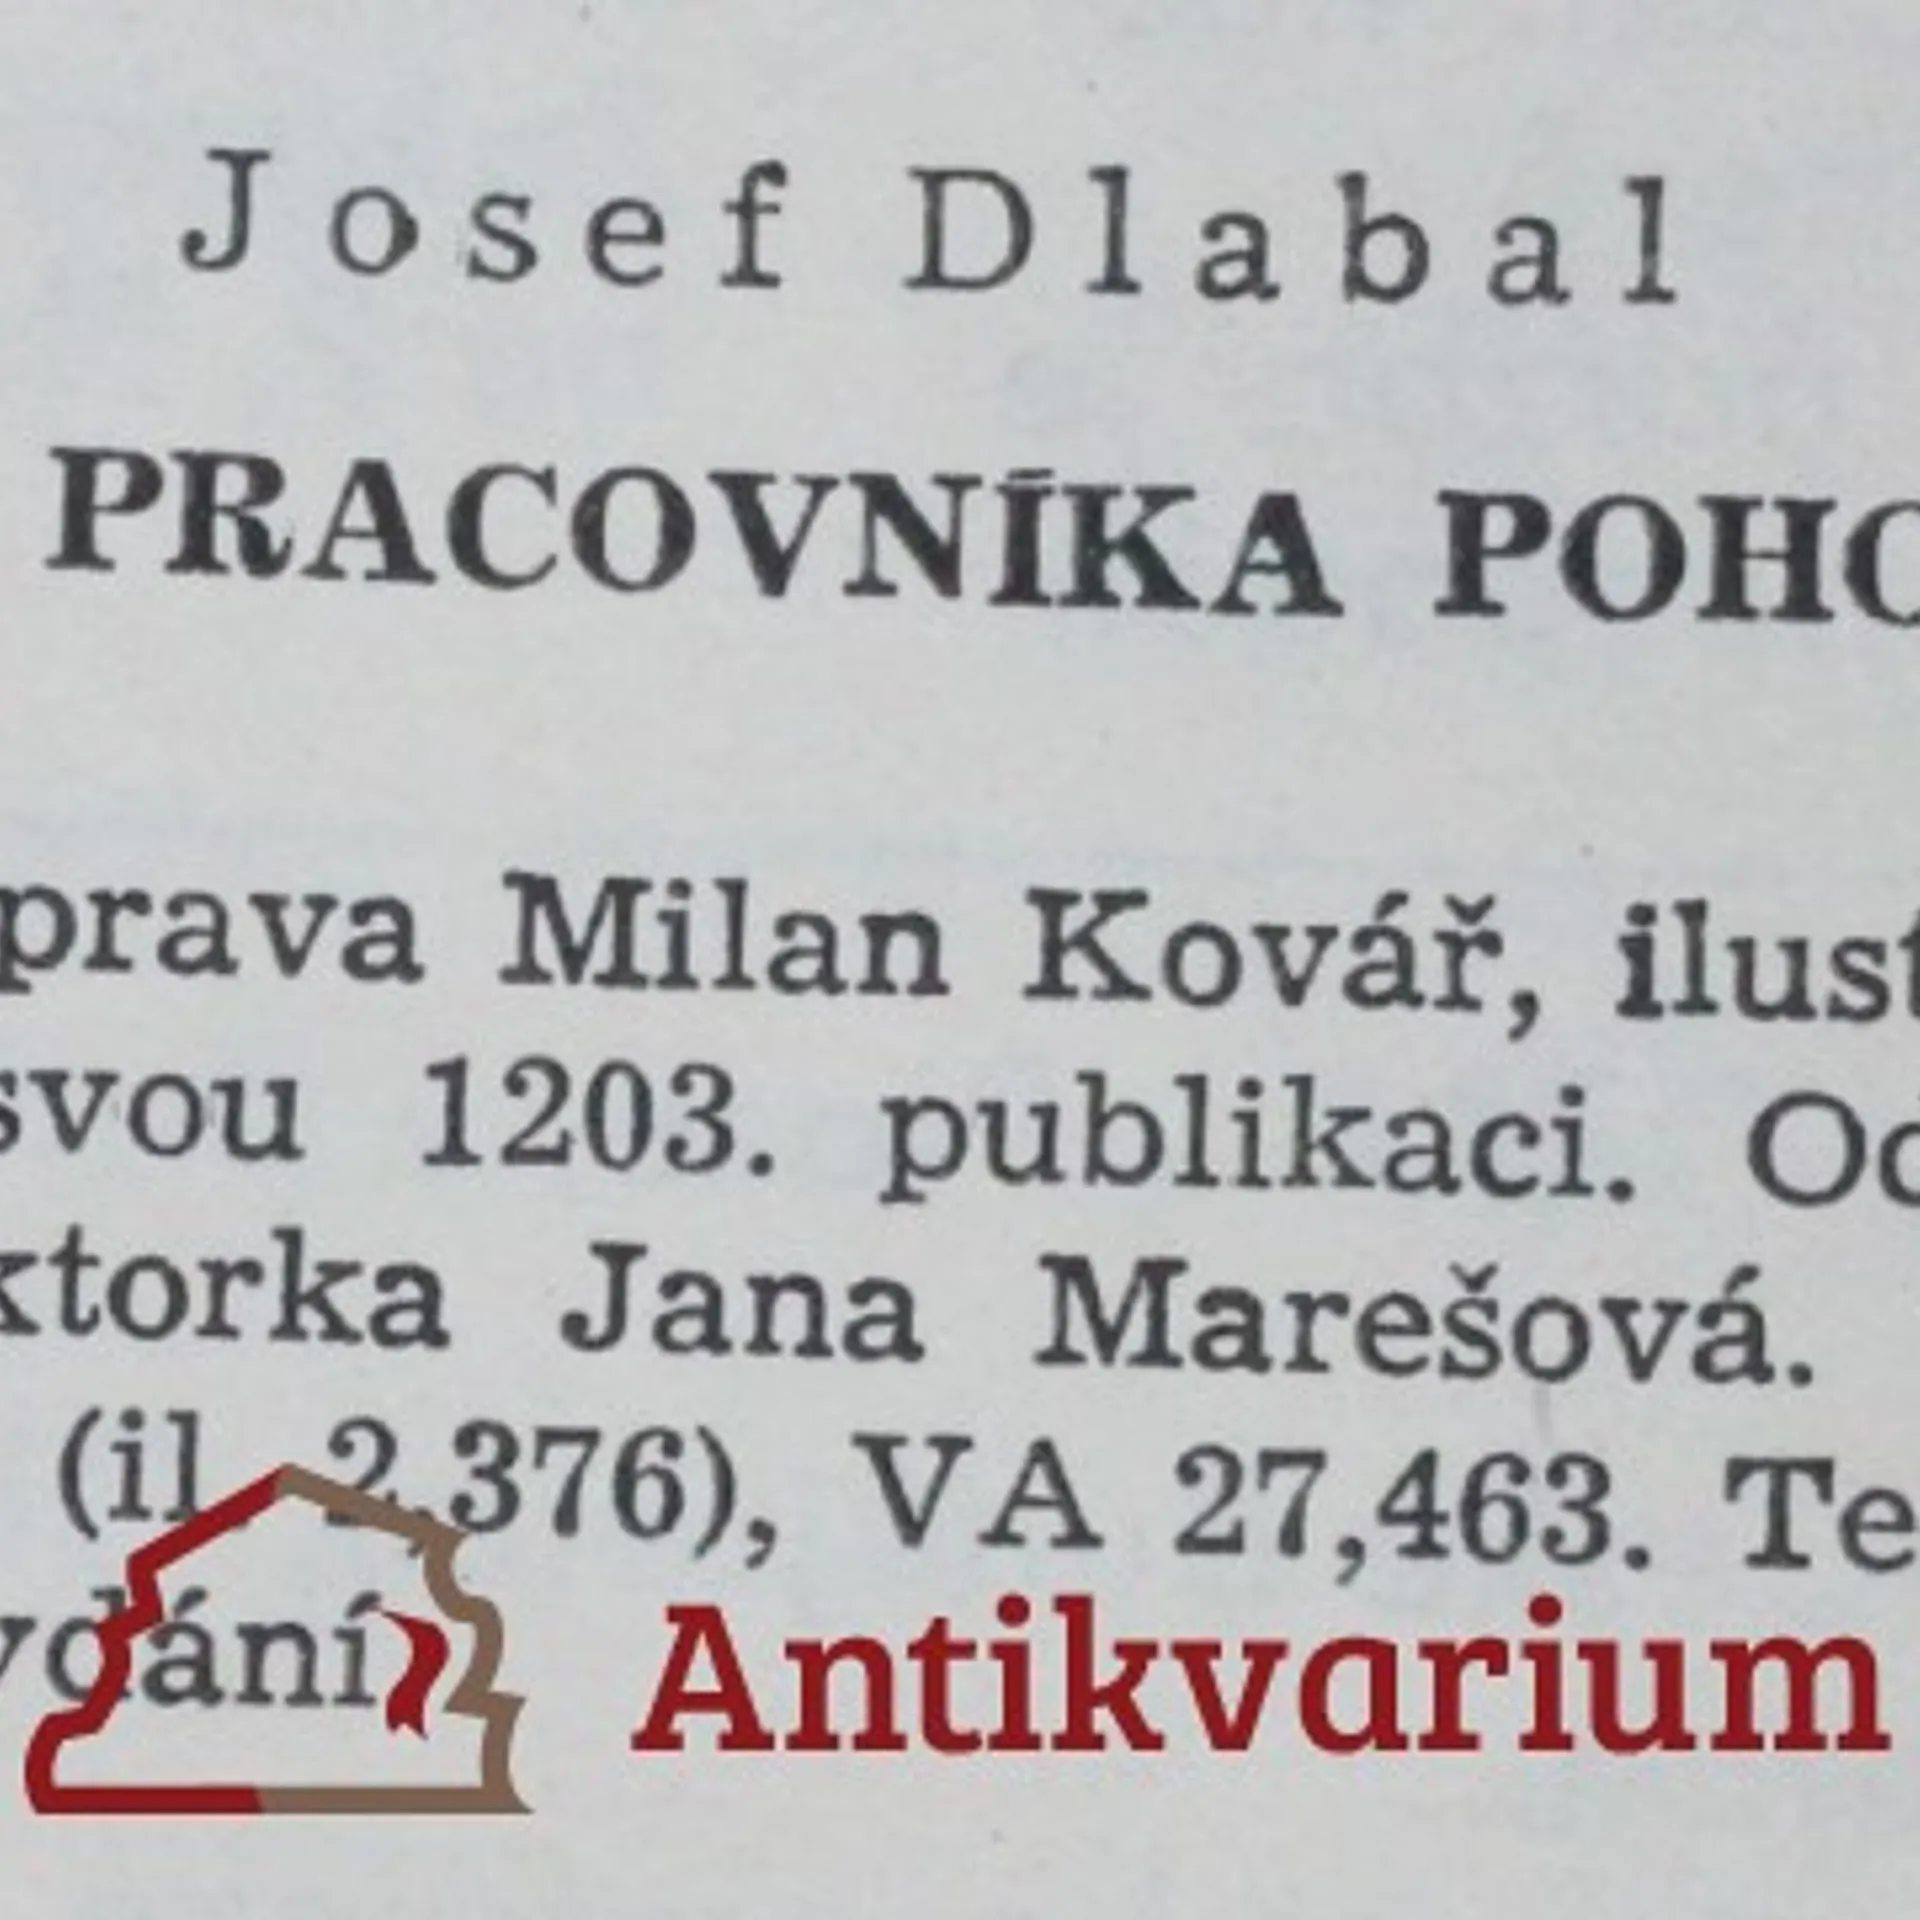 Josef Dlabal
PRACOVNÍKA POHO
prava Milan Kovář, ilust
svou 1203. publikaci. Od
ktorka Jana Marešová.
(il. 2,376), VA 27,463. Te
ydání
Antikvarium